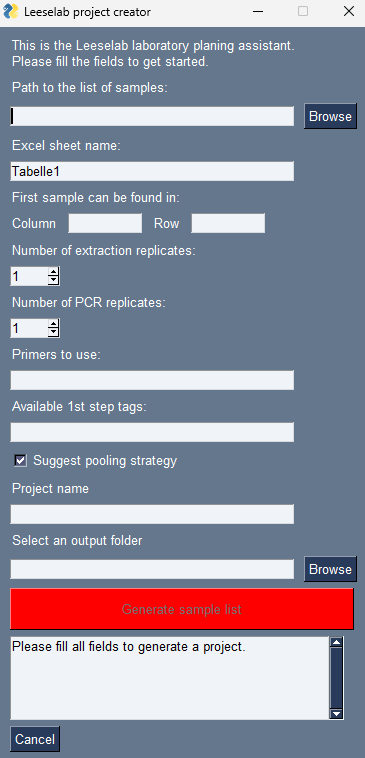 Leeselab project creator
This is the Leeselab laboratory planing assistant.
Please fill the fields to get started.
Path to the list of samples:
Browse
Excel sheet name:
Tabelle1
First sample can be found in:
Column Row
Number of extraction replicates:
1
Number of PCR replicates:
1
Primers to use:
Available 1st step tags:
Suggest pooling strategy
Project name
Select an output folder
Browse
Generate sample list
Please fill all fields to generate a project.
Cancel